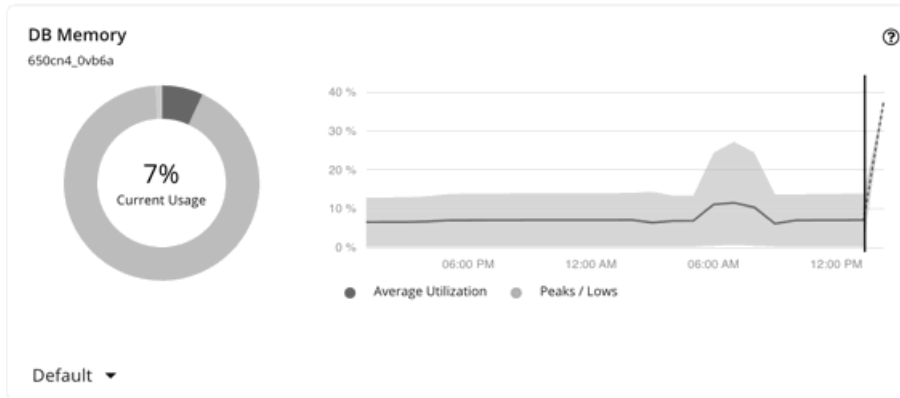 DB Memory
650cn4_0vb6a
7%
Current Usage
40 %
30 %
20 %
10 %
0 %
06:00 PM 12:00 AM 06:00 AM 12:00 PM
Average Utilization Peaks / Lows
Default